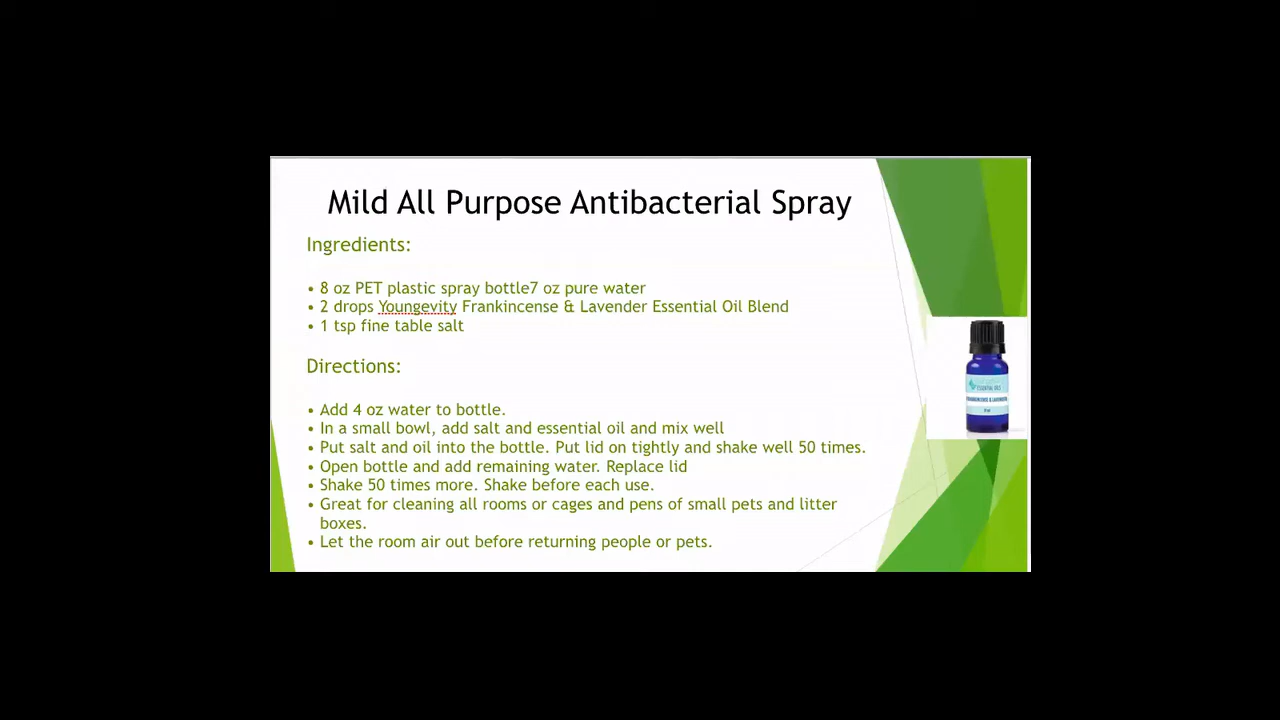 Mild All Purpose Antibacterial Spray
Ingredients:
• 8 oz PET plastic spray bottle7 oz pure water
• 2 drops Youngevity Frankincense & Lavender Essential Oil Blend
• 1 tsp fine table salt
Directions:
• Add 4 oz water to bottle.
• In a small bowl, add salt and essential oil and mix well
• Put salt and oil into the bottle. Put lid on tightly and shake well 50 times.
• Open bottle and add remaining water. Replace lid
• Shake 50 times more. Shake before each use.
• Great for cleaning all rooms or cages and pens of small pets and litter
boxes.
• Let the room air out before returning people or pets.
ESSENTIAL OILS
FRANKINCENSE & LAVENDER